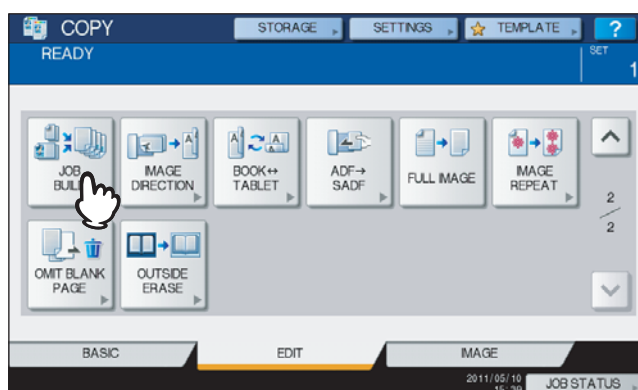 COPY
STORAGE
SETTINGS
TEMPLATE
?
READY
SET
1
JOB
IMAGE
DIRECTION
BOOK↔
TABLET
ADF→
SADF
FULL IMAGE
IMAGE
REPEAT
2
2
OMIT BLANK
PAGE
OUTSIDE
ERASE
BASIC
EDIT
IMAGE
2011/05/10
JOB STATUS